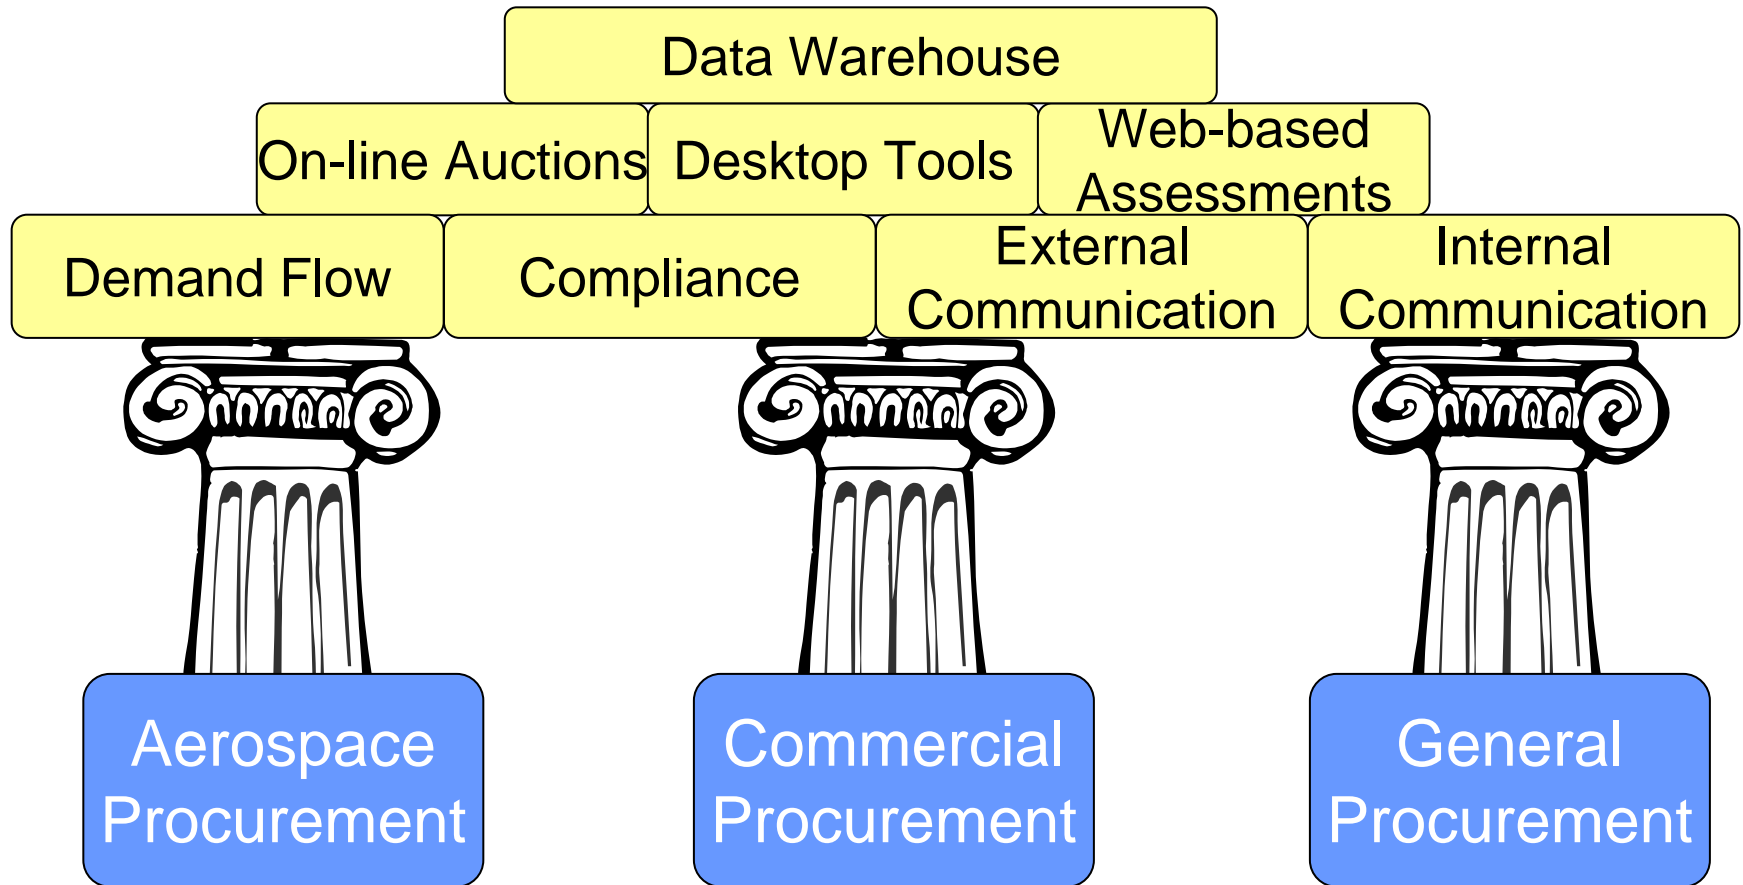 Data Warehouse
On-line Auctions
Desktop Tools
Web-based
Assessments
Demand Flow
Compliance
External
Communication
Internal
Communication
Aerospace
Procurement
Commercial
Procurement
General
Procurement